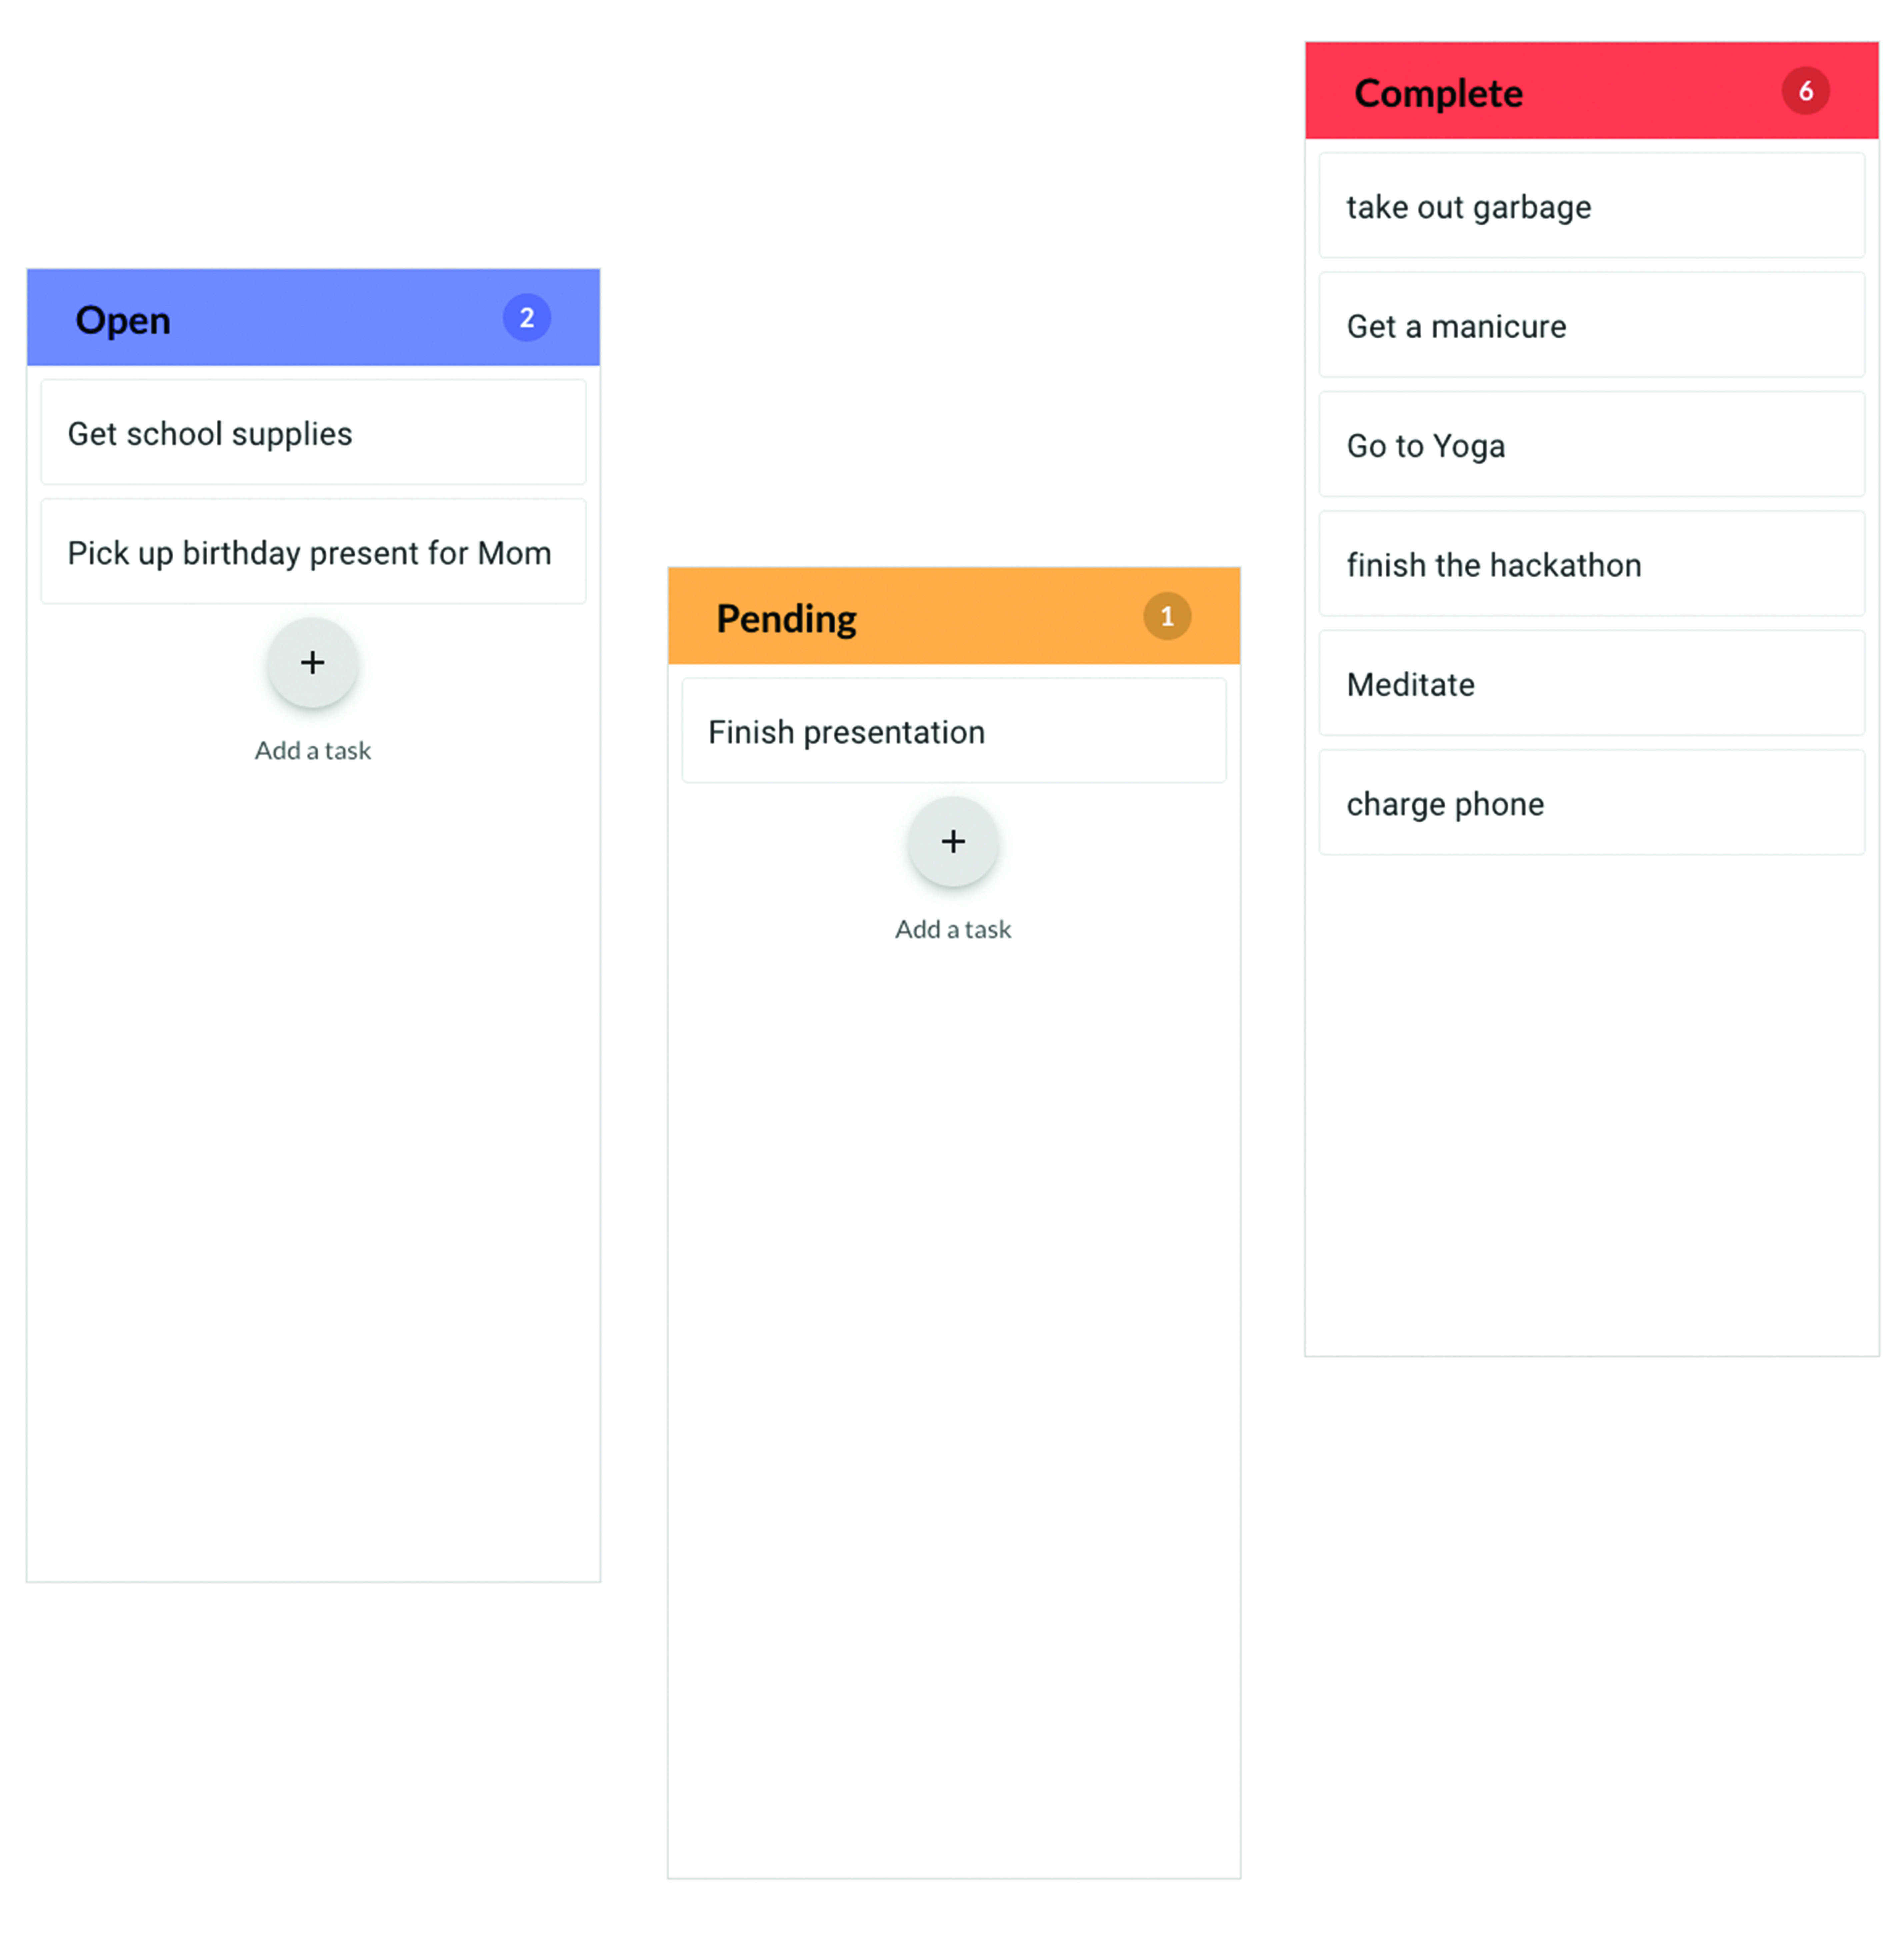 Open 2
Get school supplies
Pick up birthday present for Mom
+
Add a task
Pending 1
Finish presentation
+
Add a task
Complete 6
take out garbage
Get a manicure
Go to Yoga
finish the hackathon
Meditate
charge phone